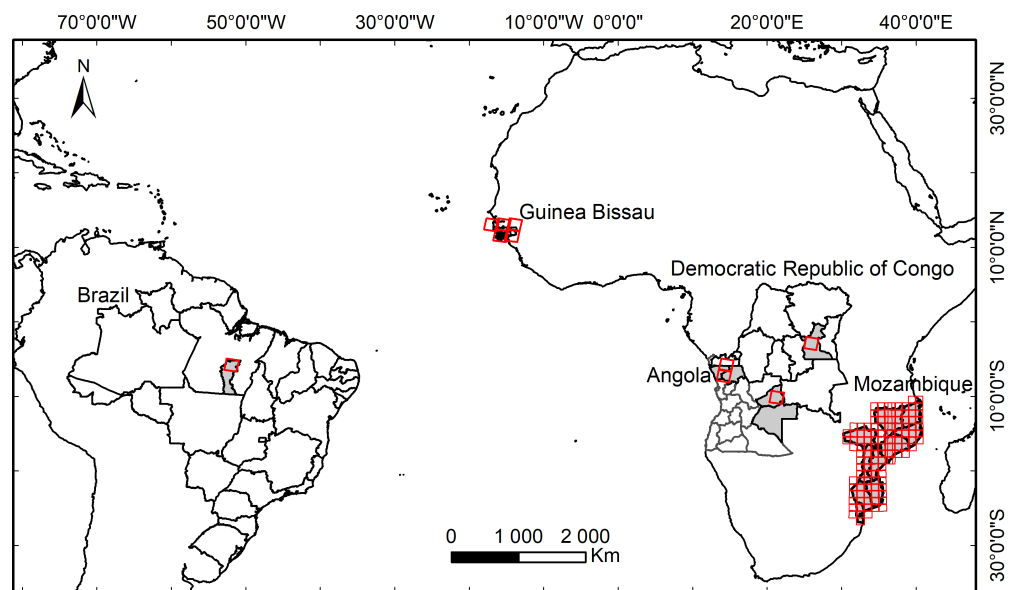 70°0'0"W 50°0'0"W 30°0'0"W 10°0'0"W 0°0'0" 20°0'0"E 40°0'0"E
N
30°0'0"N
Guinea Bissau
10°0'0"N
Democratic Republic of Congo
Brazil
Angola
Mozambique
10°0'0"S
0 1 000 2 000
Km
30°0'0"S